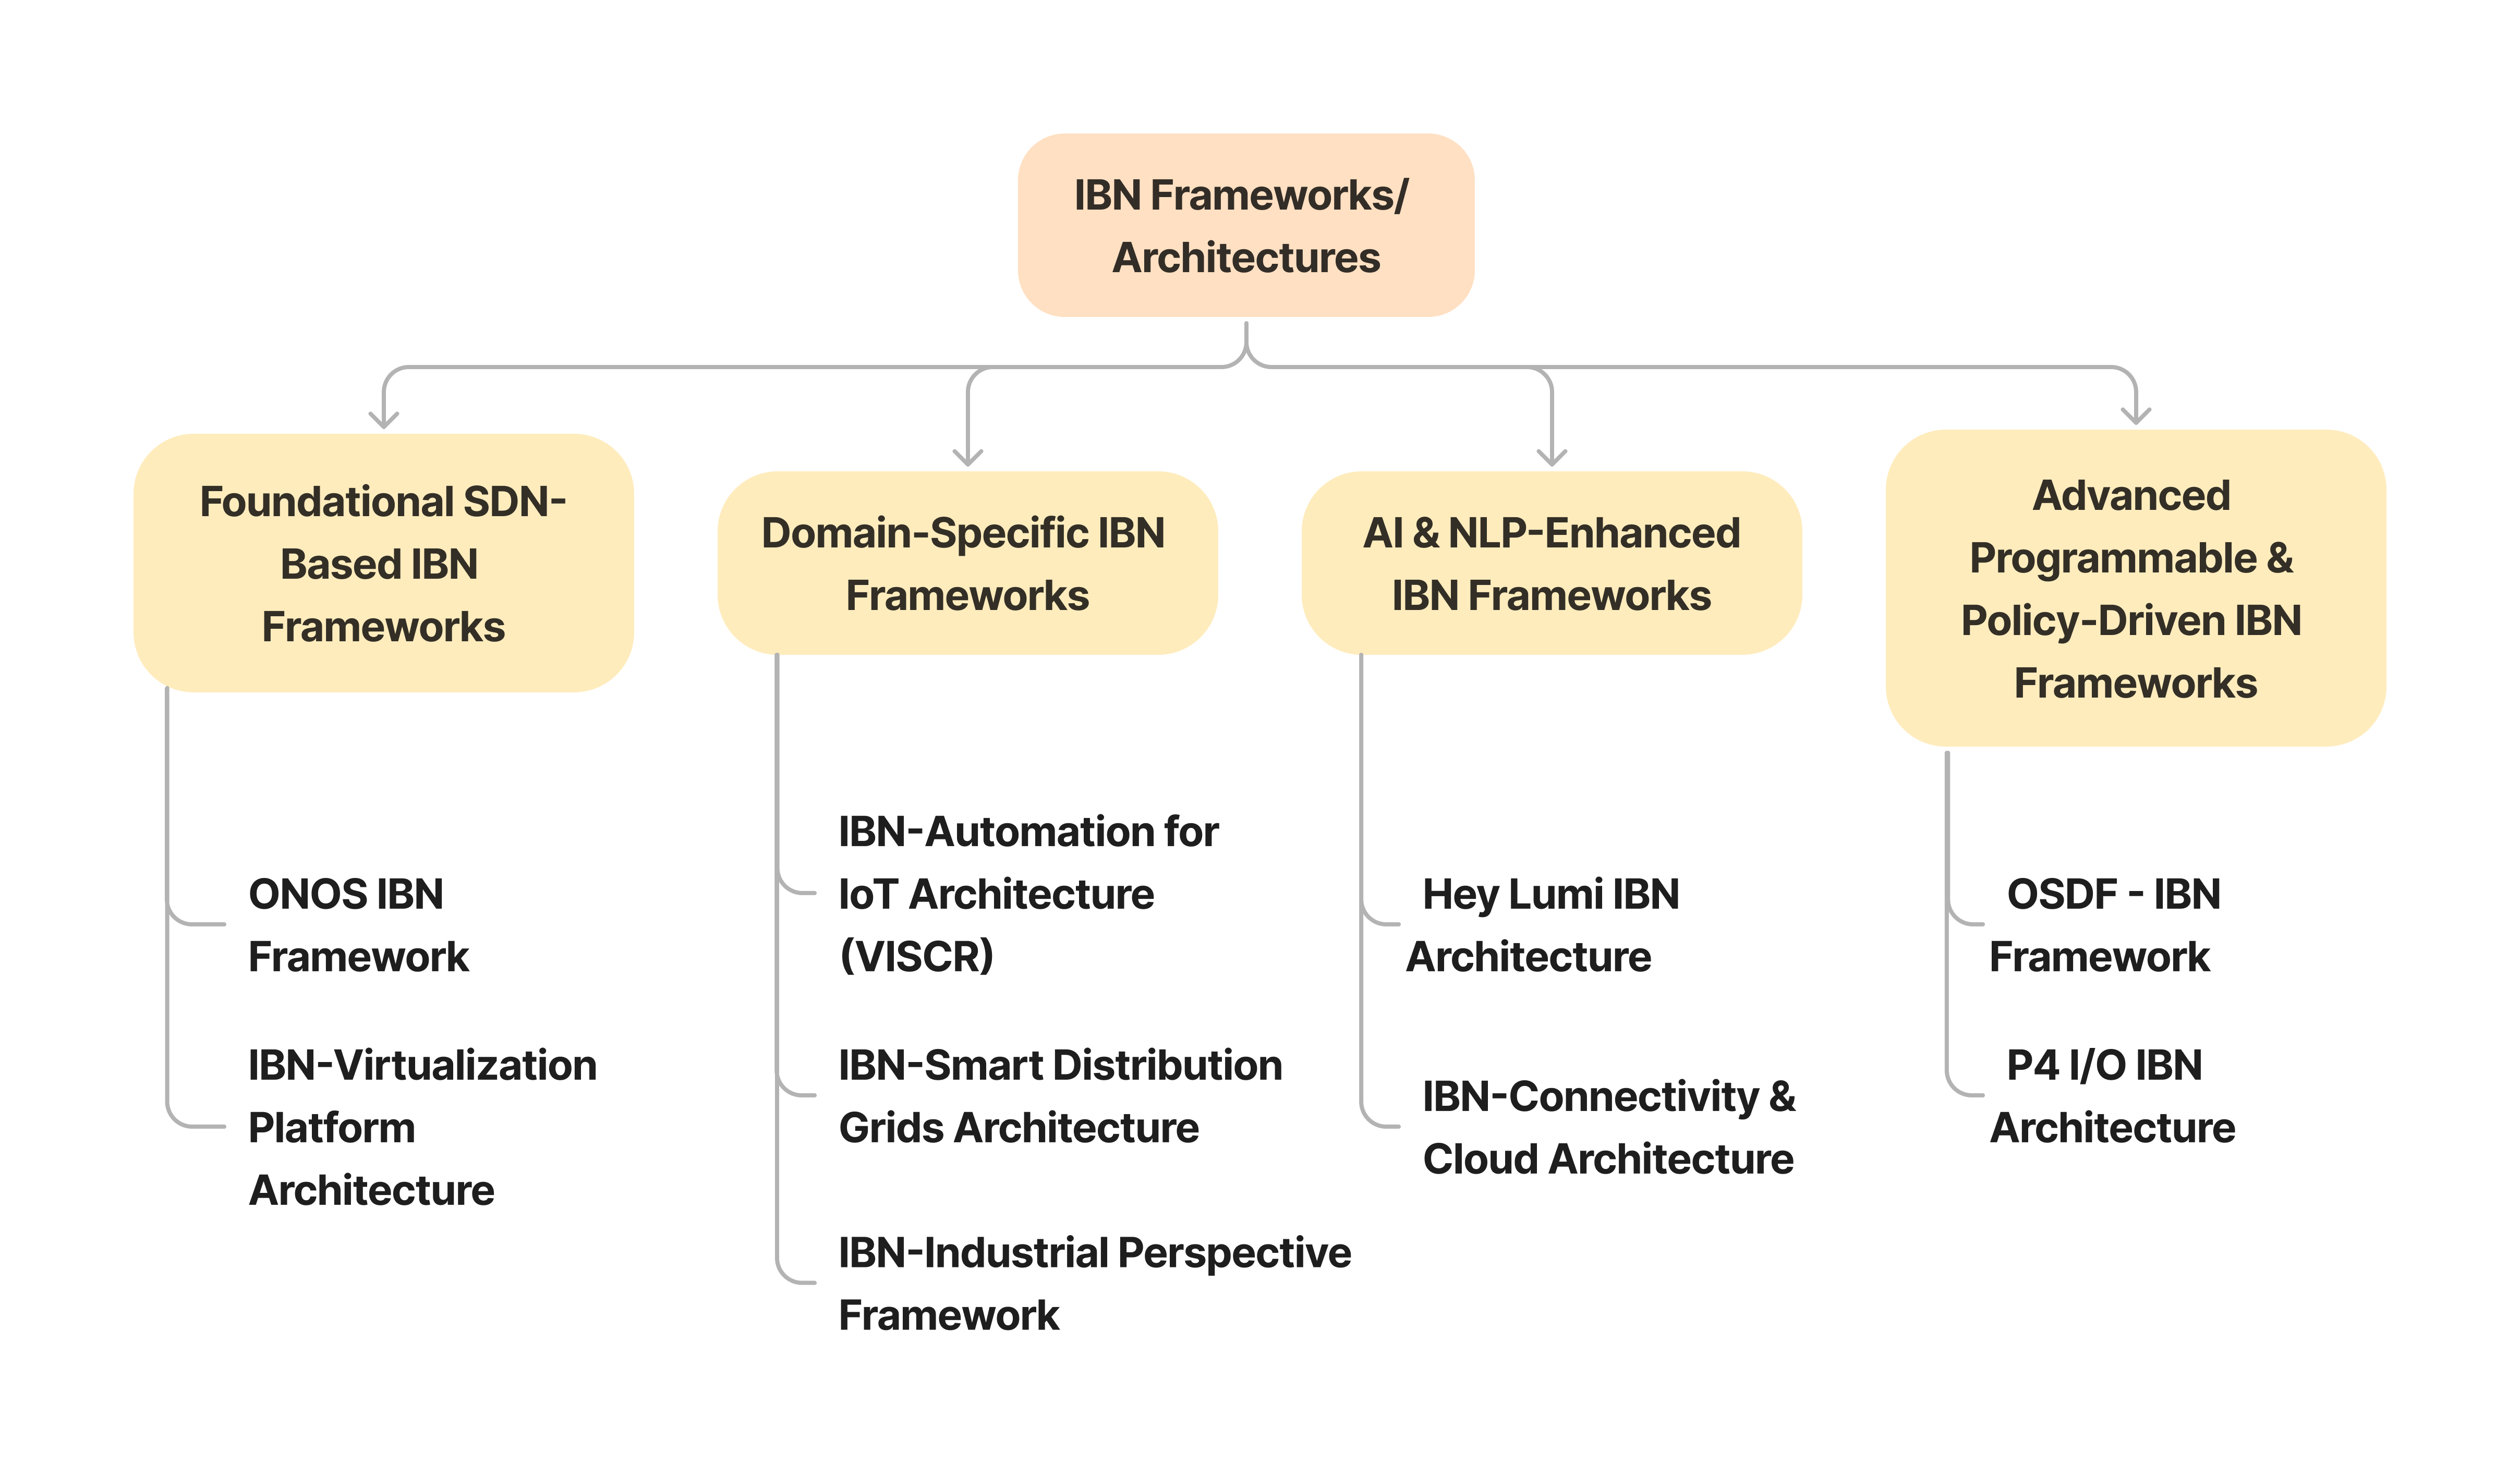 IBN Frameworks/
Architectures
Foundational SDN-
Based IBN
Frameworks
Domain-Specific IBN
Frameworks
AI & NLP-Enhanced
IBN Frameworks
Advanced
Programmable &
Policy-Driven IBN
Frameworks
ONOS IBN
Framework
IBN-Virtualization
Platform
Architecture
IBN-Automation for
IoT Architecture
(VISCR)
IBN-Smart Distribution
Grids Architecture
IBN-Industrial Perspective
Framework
Hey Lumi IBN
Architecture
IBN-Connectivity &
Cloud Architecture
OSDF - IBN
Framework
P4 I/O IBN
Architecture